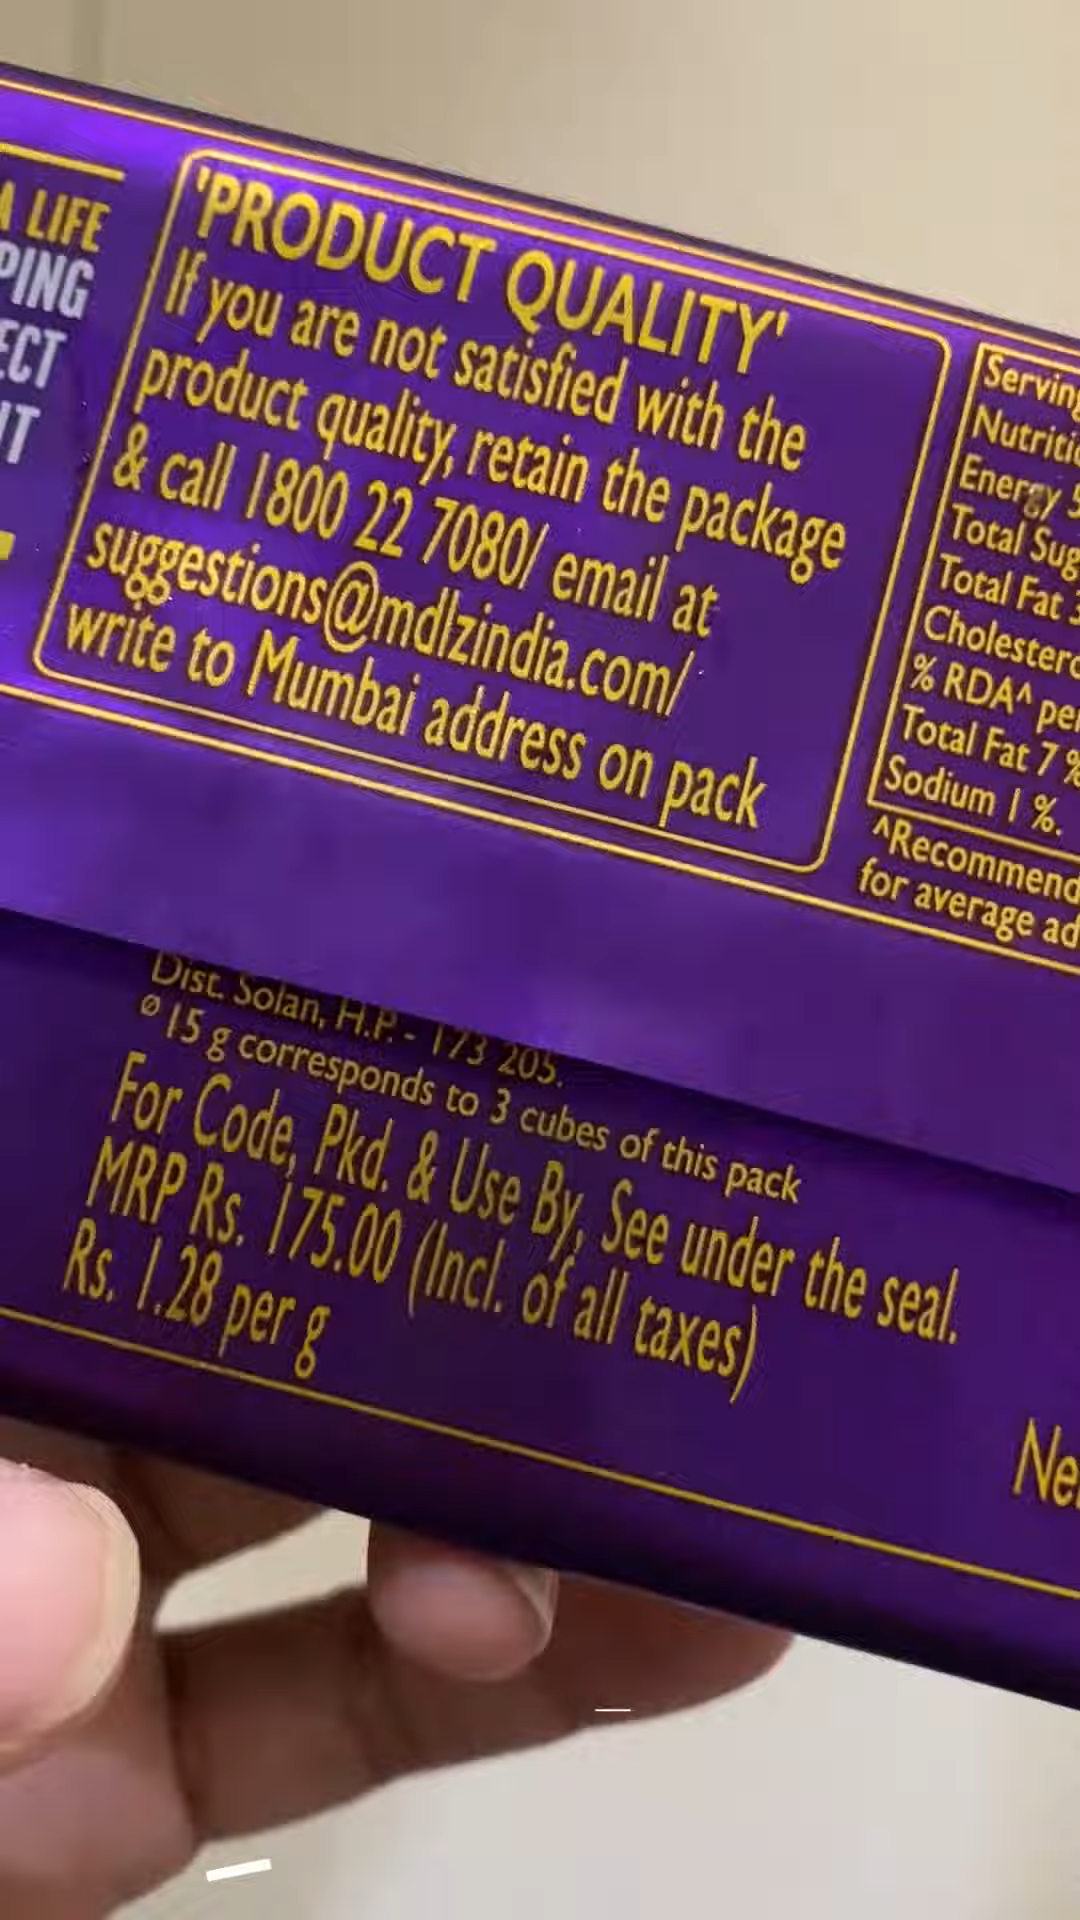 A LIFE
PING
ECT
IT
'PRODUCT QUALITY'
If you are not satisfied with the
product quality, retain the package
& call 1800 22 7080/ email at
suggestions@mdlzindia.com/
write to Mumbai address on pack
Serving
Nutritio
Energy 5
Total Sug
Total Fat 3
Cholestero
% RDA^ per
Total Fat 7 %
Sodium 1 %.
^Recommend
for average ad
Dist. Solan, H.P. - 173 205.
ø 15 g corresponds to 3 cubes of this pack
For Code, Pkd. & Use By, See under the seal.
MRP Rs. 175.00 (Incl. of all taxes)
Rs. 1.28 per g
Ne